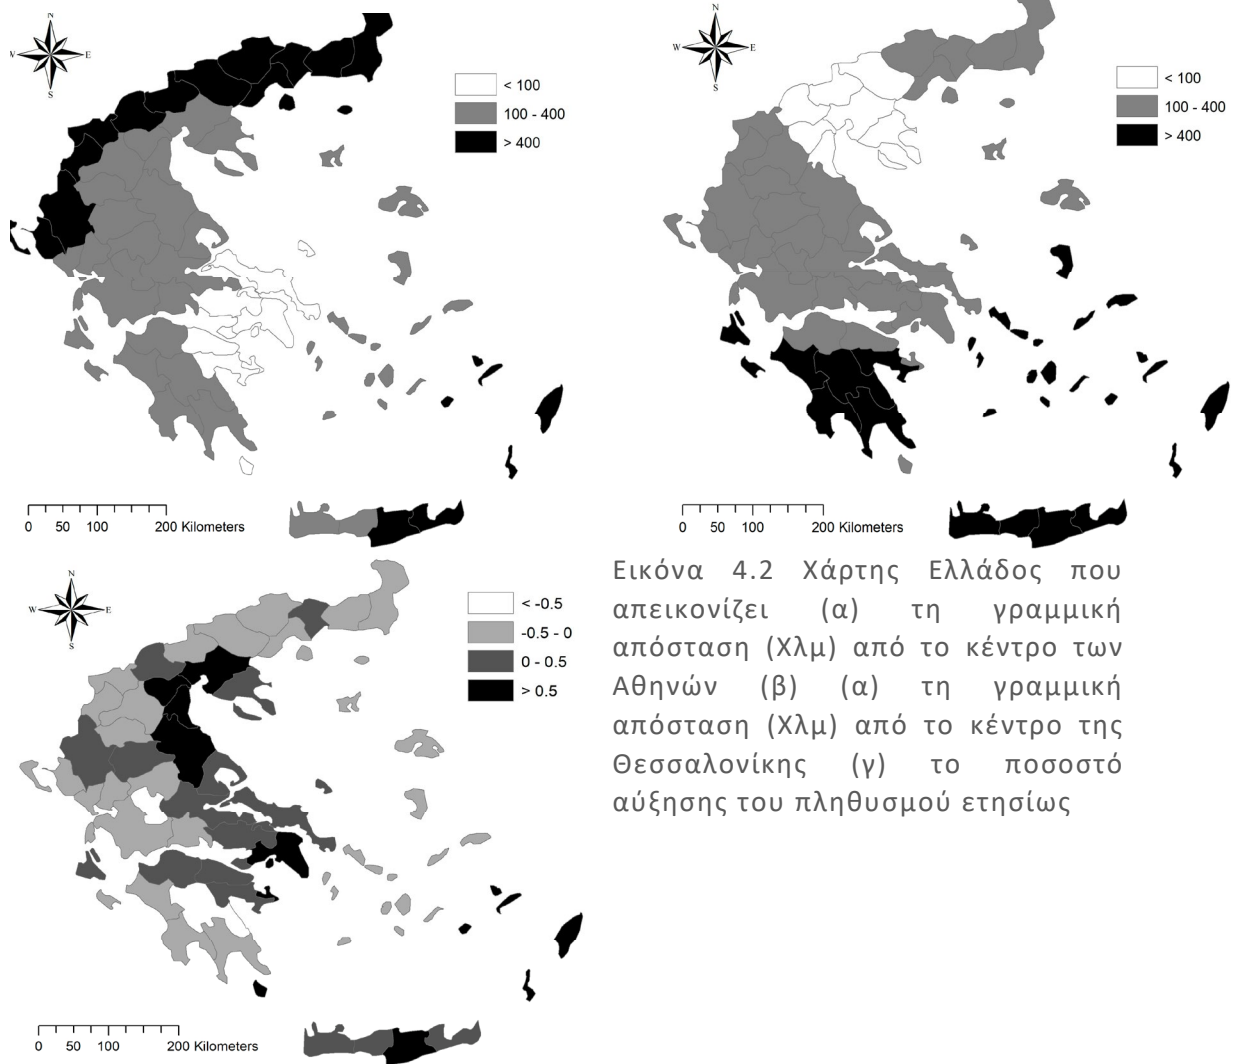 N
W E
S
< 100
100 - 400
> 400
0 50 100 200 Kilometers
N
W E
S
< 100
100 - 400
> 400
0 50 100 200 Kilometers
N
W E
S
< -0.5
-0.5 - 0
0 - 0.5
> 0.5
0 50 100 200 Kilometers
Εικόνα 4.2 Χάρτης Ελλάδος που
απεικονίζει (α) τη γραμμική
απόσταση (Χλμ) από το κέντρο των
Αθηνών (β) (α) τη γραμμική
απόσταση (Χλμ) από το κέντρο της
Θεσσαλονίκης (γ) το ποσοστό
αύξησης του πληθυσμού ετησίως